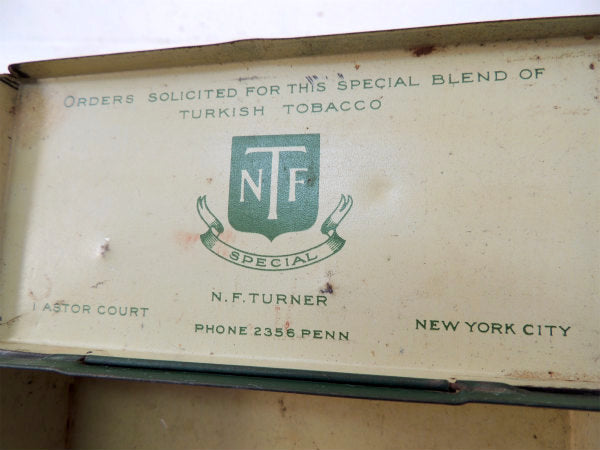 ORDERS SOLICITED FOR THIS SPECIAL BLEND OF
TURKISH TOBACCO
NTF
SPECIAL
N.F. TURNER
1 ASTOR COURT
PHONE 2356 PENN
NEW YORK CITY